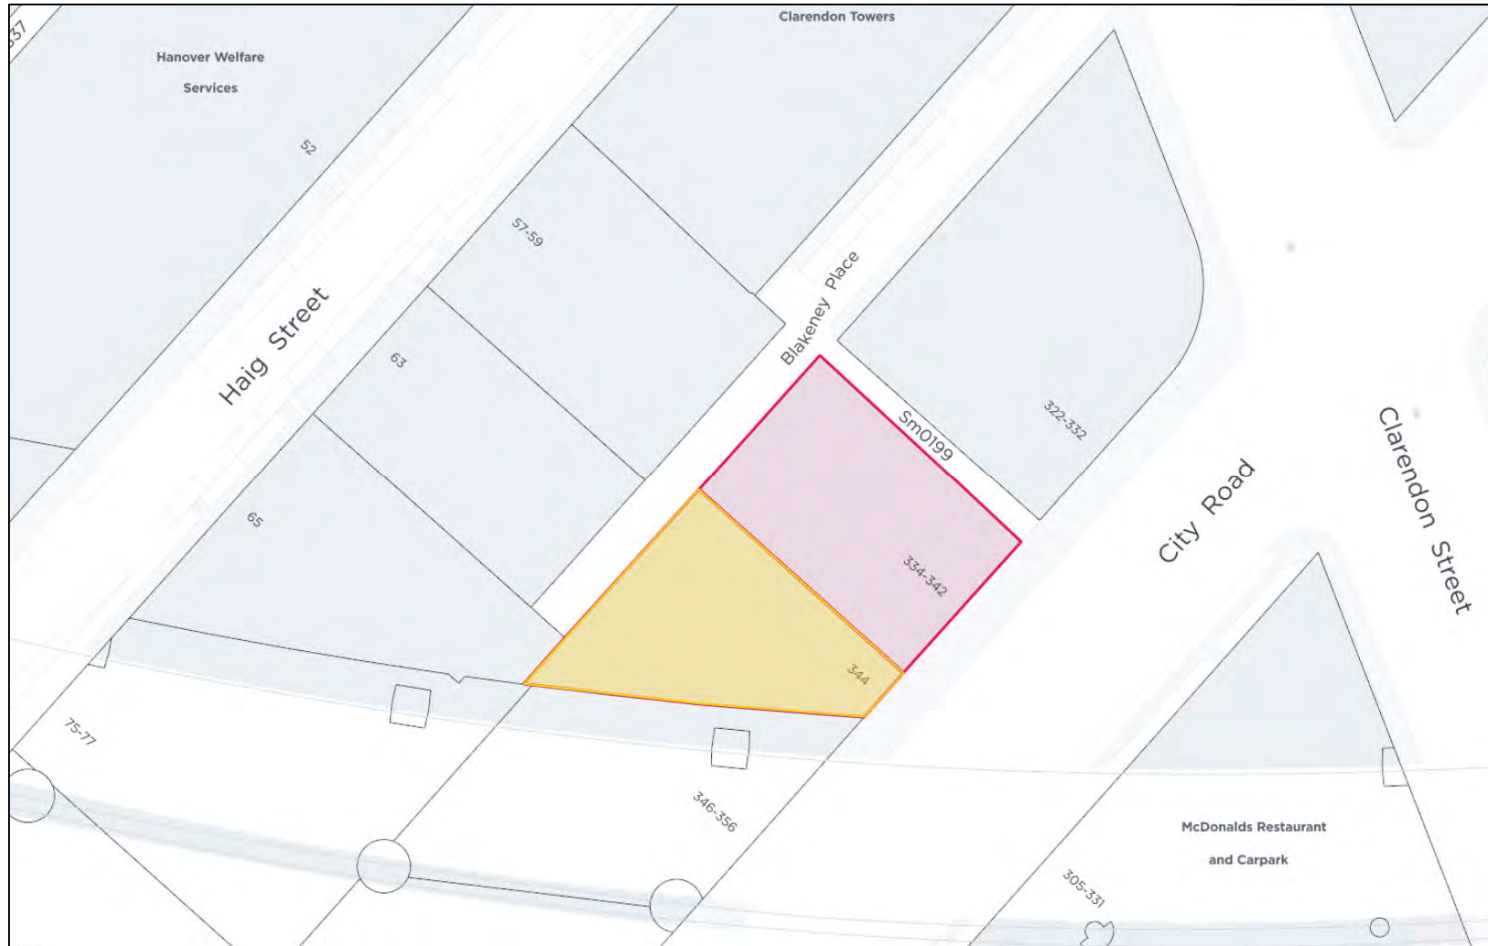 Clarendon Towers
Hanover Welfare
Services
52
57-59
Blakeney Place
Haig Street
63
322-332
Sm0199
Clarendon Street
City Road
65
334-342
344
75-77
346-356
McDonalds Restaurant
and Carpark
305-331